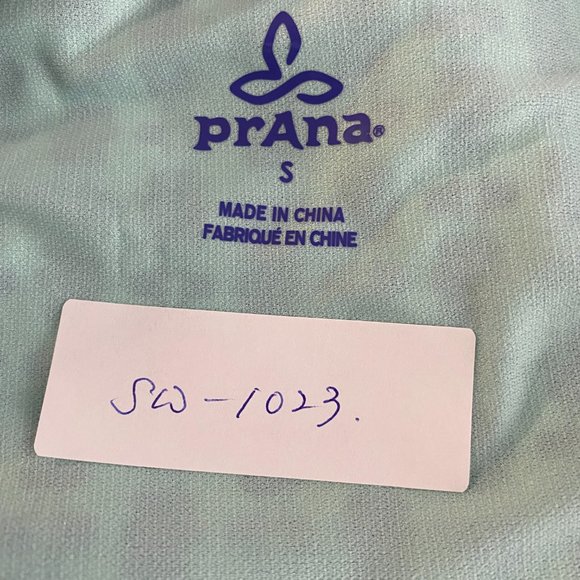 prAna®
S
MADE IN CHINA
FABRIQUÉ EN CHINE
SW-1023.